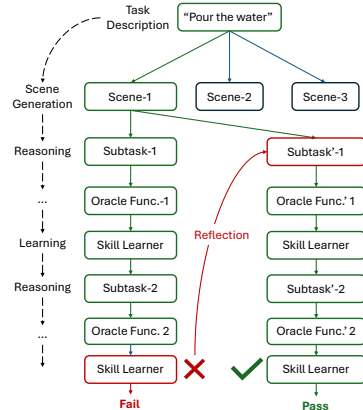 Task
Description
“Pour the water”
Scene
Generation
Scene-1
Scene-2
Scene-3
Reasoning
Subtask-1
Subtask’-1
...
Oracle Func.-1
Oracle Func.’ 1
Reflection
Learning
Skill Learner
Skill Learner
Reasoning
Subtask-2
Subtask’-2
...
Oracle Func. 2
Oracle Func.’ 2
Skill Learner
Skill Learner
Fail
Pass